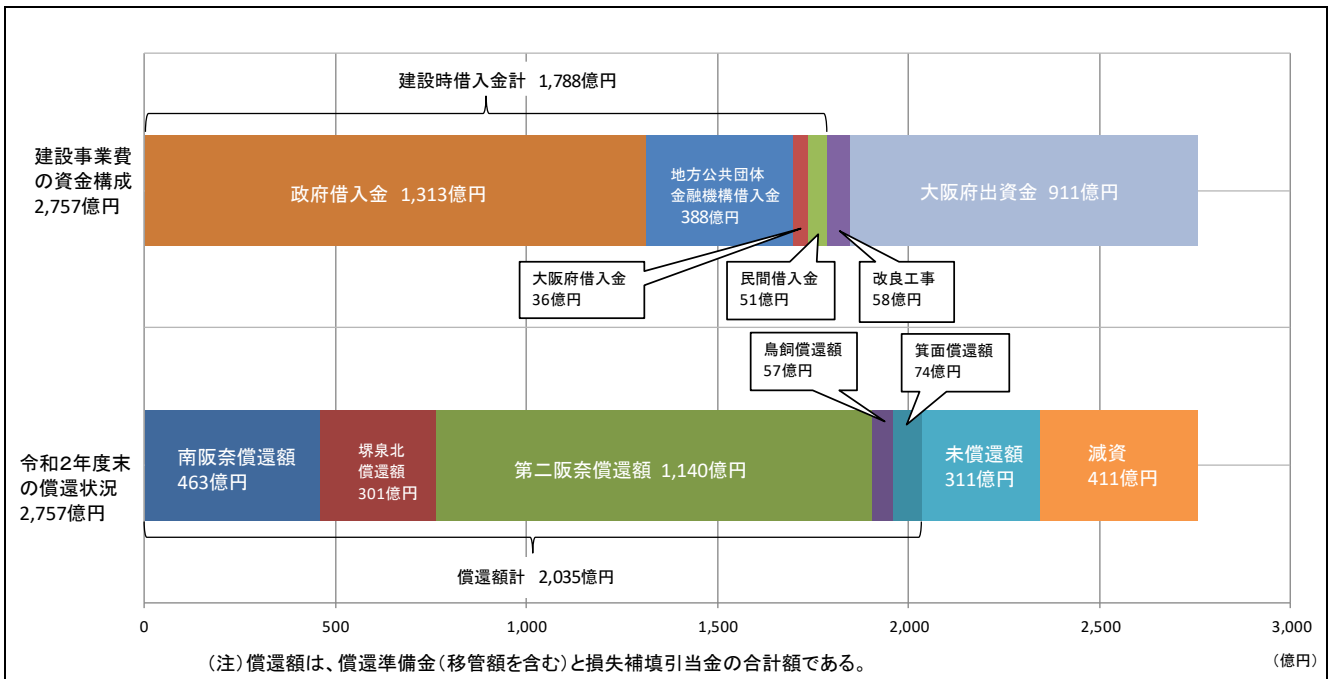 建設時借入金計 1,788億円
建設事業費
の資金構成
2,757億円
政府借入金 1,313億円
地方公共団体
金融機構借入金
388億円
大阪府出資金 911億円
大阪府借入金
36億円
民間借入金
51億円
改良工事
58億円
鳥飼償還額
57億円
箕面償還額
74億円
令和2年度末
の償還状況
2,757億円
南阪奈償還額
463億円
堺泉北
償還額
301億円
第二阪奈償還額 1,140億円
未償還額
311億円
減資
411億円
償還額計 2,035億円
0 500 1,000 1,500 2,000 2,500 3,000
(注)償還額は、償還準備金(移管額を含む)と損失補填引当金の合計額である。
(億円)